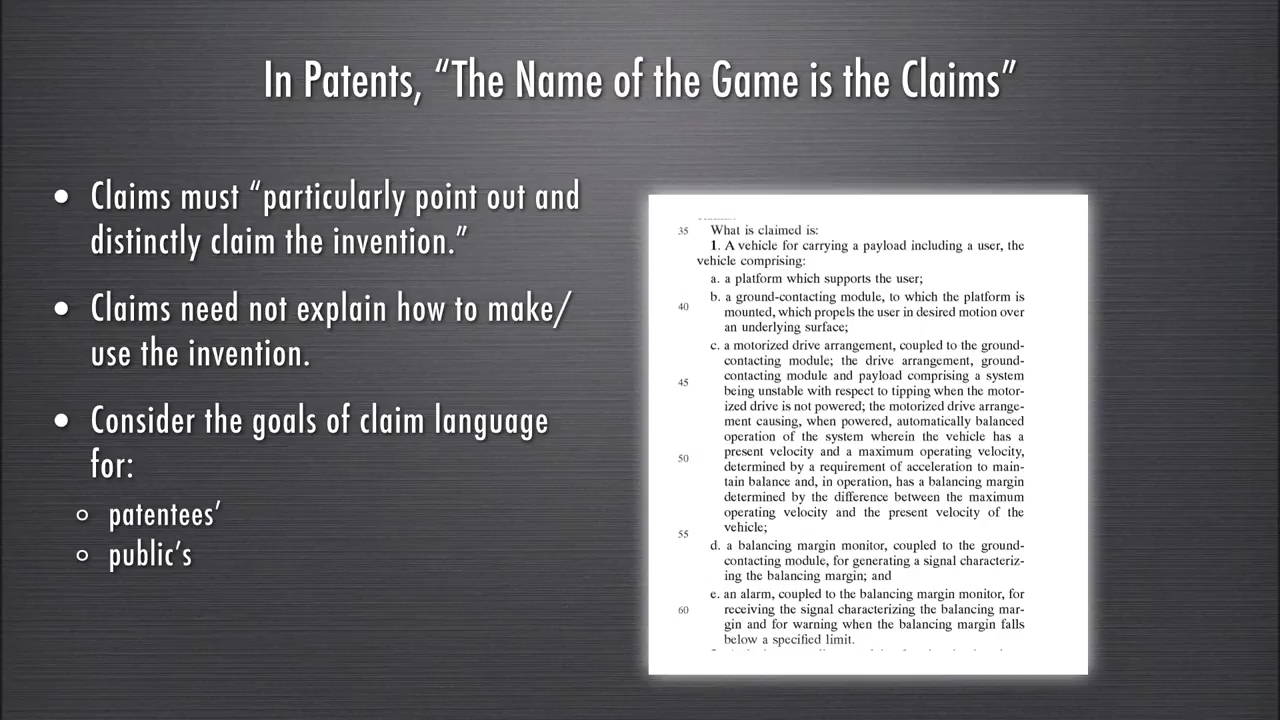 In Patents, “The Name of the Game is the Claims”
• Claims must “particularly point out and
distinctly claim the invention.”
• Claims need not explain how to make/
use the invention.
• Consider the goals of claim language
for:
patentees’
public’s
35 What is claimed is:
1. A vehicle for carrying a payload including a user, the
vehicle comprising:
a. a platform which supports the user;
b. a ground-contacting module, to which the platform is
40 mounted, which propels the user in desired motion over
an underlying surface;
c. a motorized drive arrangement, coupled to the ground-
contacting module; the drive arrangement, ground-
45 contacting module and payload comprising a system
being unstable with respect to tipping when the motor-
ized drive is not powered; the motorized drive arrange-
ment causing, when powered, automatically balanced
operation of the system wherein the vehicle has a
50 present velocity and a maximum operating velocity,
determined by a requirement of acceleration to main-
tain balance and, in operation, has a balancing margin
determined by the difference between the maximum
operating velocity and the present velocity of the
55 vehicle;
d. a balancing margin monitor, coupled to the ground-
contacting module, for generating a signal characteriz-
ing the balancing margin; and
e. an alarm, coupled to the balancing margin monitor, for
60 receiving the signal characterizing the balancing mar-
gin and for warning when the balancing margin falls
below a specified limit.